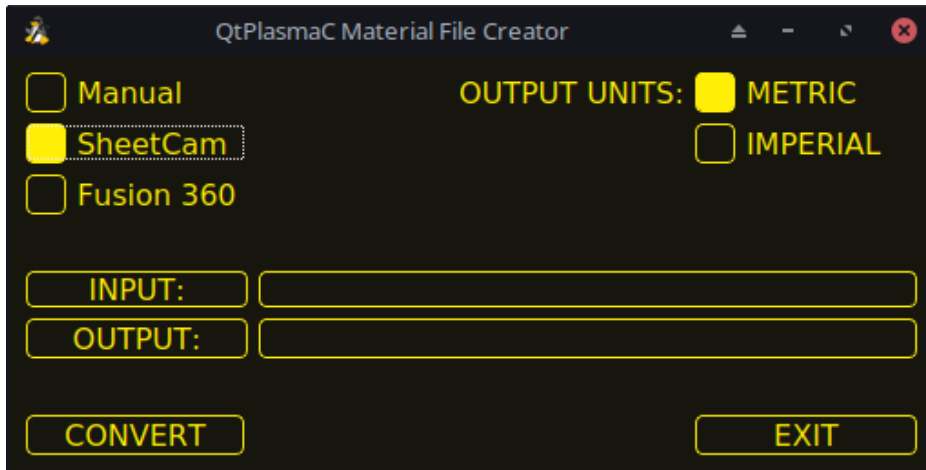 QtPlasmaC Material File Creator
Manual OUTPUT UNITS: METRIC
SheetCam IMPERIAL
Fusion 360
INPUT:
OUTPUT:
CONVERT EXIT